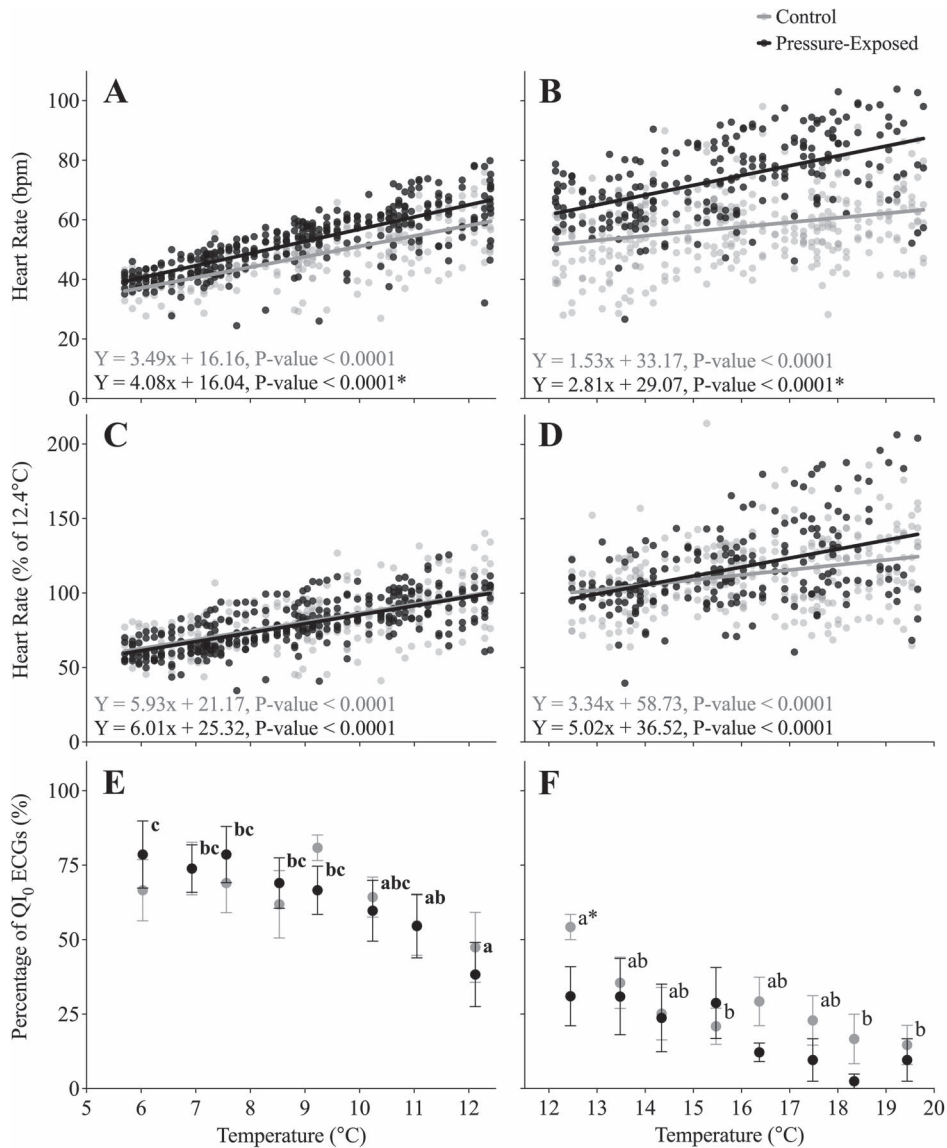 Control
Pressure-Exposed
A
B
Heart Rate (bpm)
100
80
60
40
20
0
Y = 3.49x + 16.16, P-value < 0.0001
Y = 4.08x + 16.04, P-value < 0.0001*
Y = 1.53x + 33.17, P-value < 0.0001
Y = 2.81x + 29.07, P-value < 0.0001*
C
D
Heart Rate (% of 12.4°C)
200
150
100
50
0
Y = 5.93x + 21.17, P-value < 0.0001
Y = 6.01x + 25.32, P-value < 0.0001
Y = 3.34x + 58.73, P-value < 0.0001
Y = 5.02x + 36.52, P-value < 0.0001
E
F
Percentage of QI0 ECGs (%)
100
75
50
25
0
c
bc
bc
bc
bc
abc
ab
a
a*
ab
ab
b
ab
ab
b
b
5 6 7 8 9 10 11 12
12 13 14 15 16 17 18 19 20
Temperature (°C)
Temperature (°C)